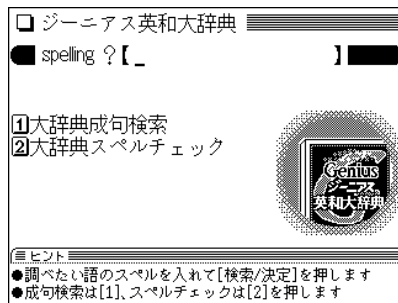 ❏ ジーニアス英和大辞典
spelling ?【 _ 】
1大辞典成句検索
2大辞典スペルチェック
Genius
ジーニアス
英和大辞典
ヒント
●調べたい語のスペルを入れて[検索/決定]を押します
●成句検索は[1]、スペルチェックは[2]を押します